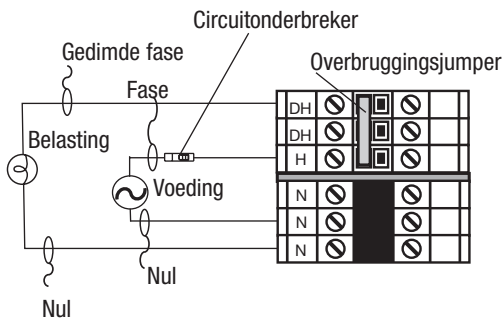 Circuitonderbreker
Gedimde fase
Overbruggingsjumper
Fase
DH
Belasting
DH
H
Voeding
N
N
Nul
N
Nul